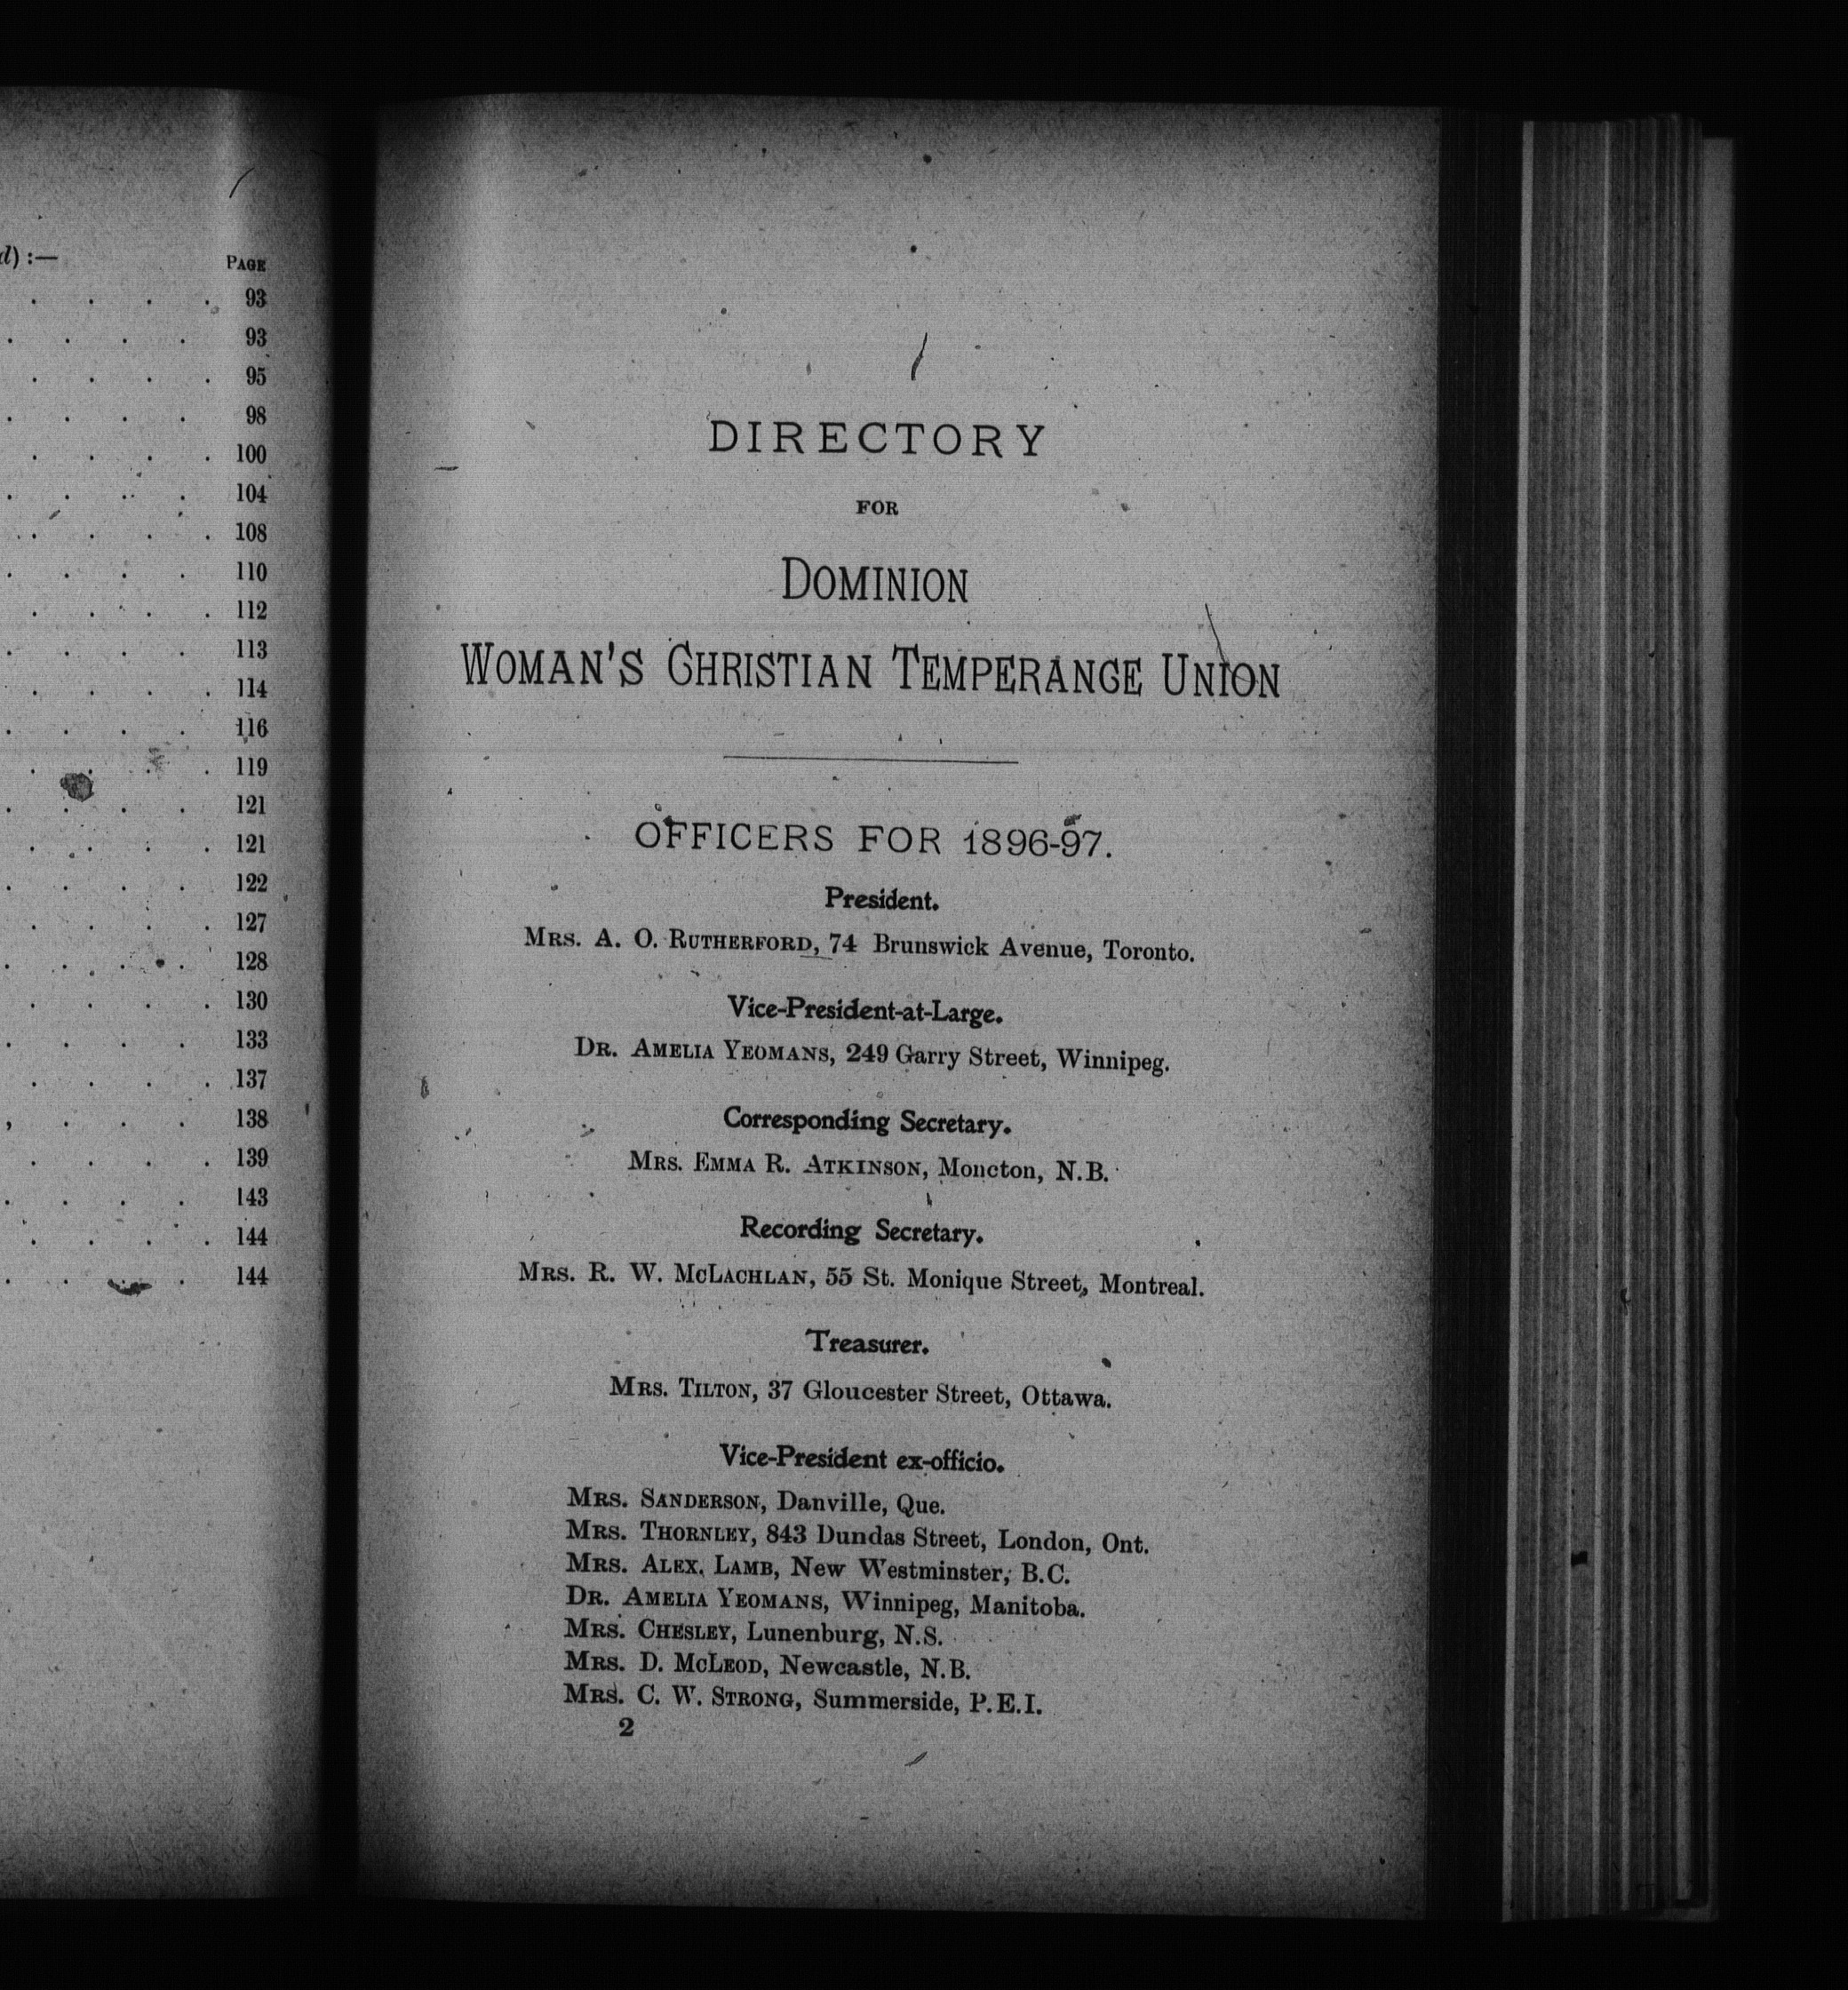 d) :—
PAGE
93
93
95
98
100
104
108
110
112
113
114
116
119
121
121
122
127
128
130
133
137
138
139
143
144
144
DIRECTORY
FOR
DOMINION
WOMAN'S CHRISTIAN TEMPERANCE UNION
OFFICERS FOR 1896-97.
President.
MRS. A. O. RUTHERFORD, 74 Brunswick Avenue, Toronto.
Vice-President-at-Large.
DR. AMELIA YEOMANS, 249 Garry Street, Winnipeg.
Corresponding Secretary.
MRS. EMMA R. ATKINSON, Moncton, N.B.
Recording Secretary.
MRS. R. W. MCLACHLAN, 55 St. Monique Street, Montreal.
Treasurer.
MRS. TILTON, 37 Gloucester Street, Ottawa.
Vice-President ex-officio.
MRS. SANDERSON, Danville, Que.
MRS. THORNLEY, 843 Dundas Street, London, Ont.
MRS. ALEX. LAMB, New Westminster, B.C.
DR. AMELIA YEOMANS, Winnipeg, Manitoba.
MRS. CHESLEY, Lunenburg, N.S.
MRS. D. MCLEOD, Newcastle, N.B.
MRS. C. W. STRONG, Summerside, P.E.I.
2